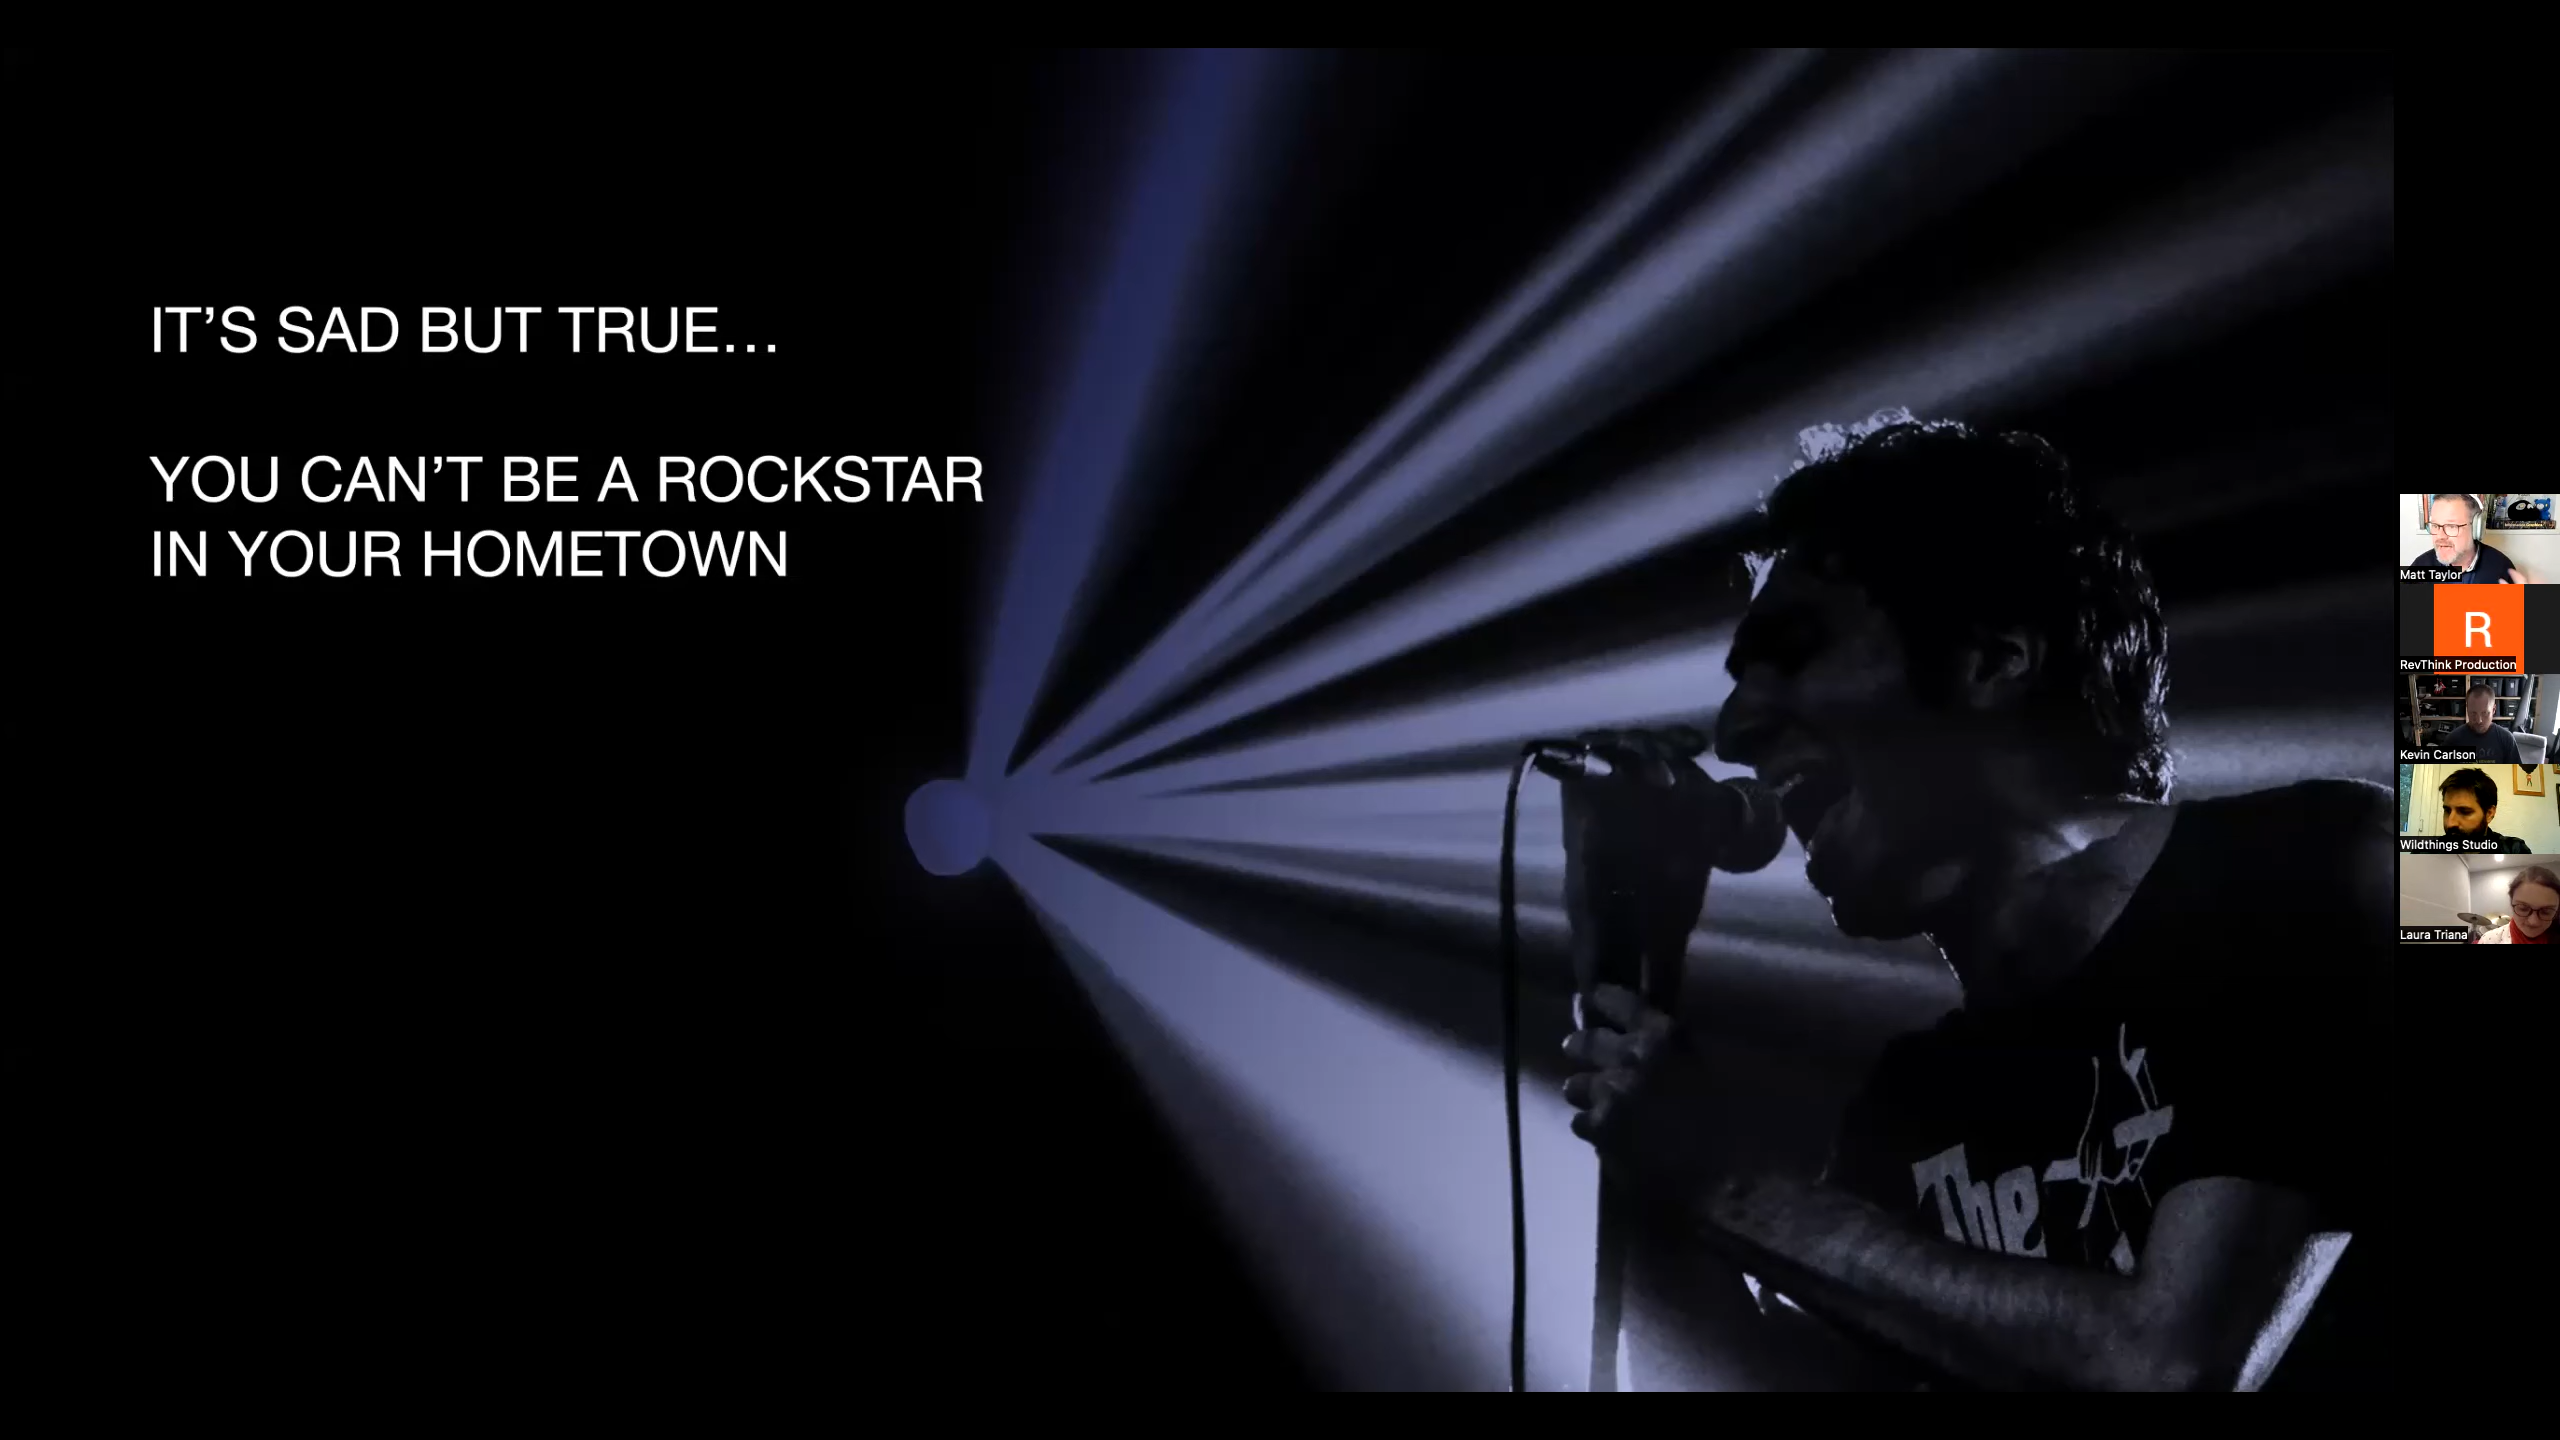 IT’S SAD BUT TRUE…
YOU CAN’T BE A ROCKSTAR
IN YOUR HOMETOWN
The
Matt Taylor
R
RevThink Production
Kevin Carlson
Wildthings Studio
Laura Triana